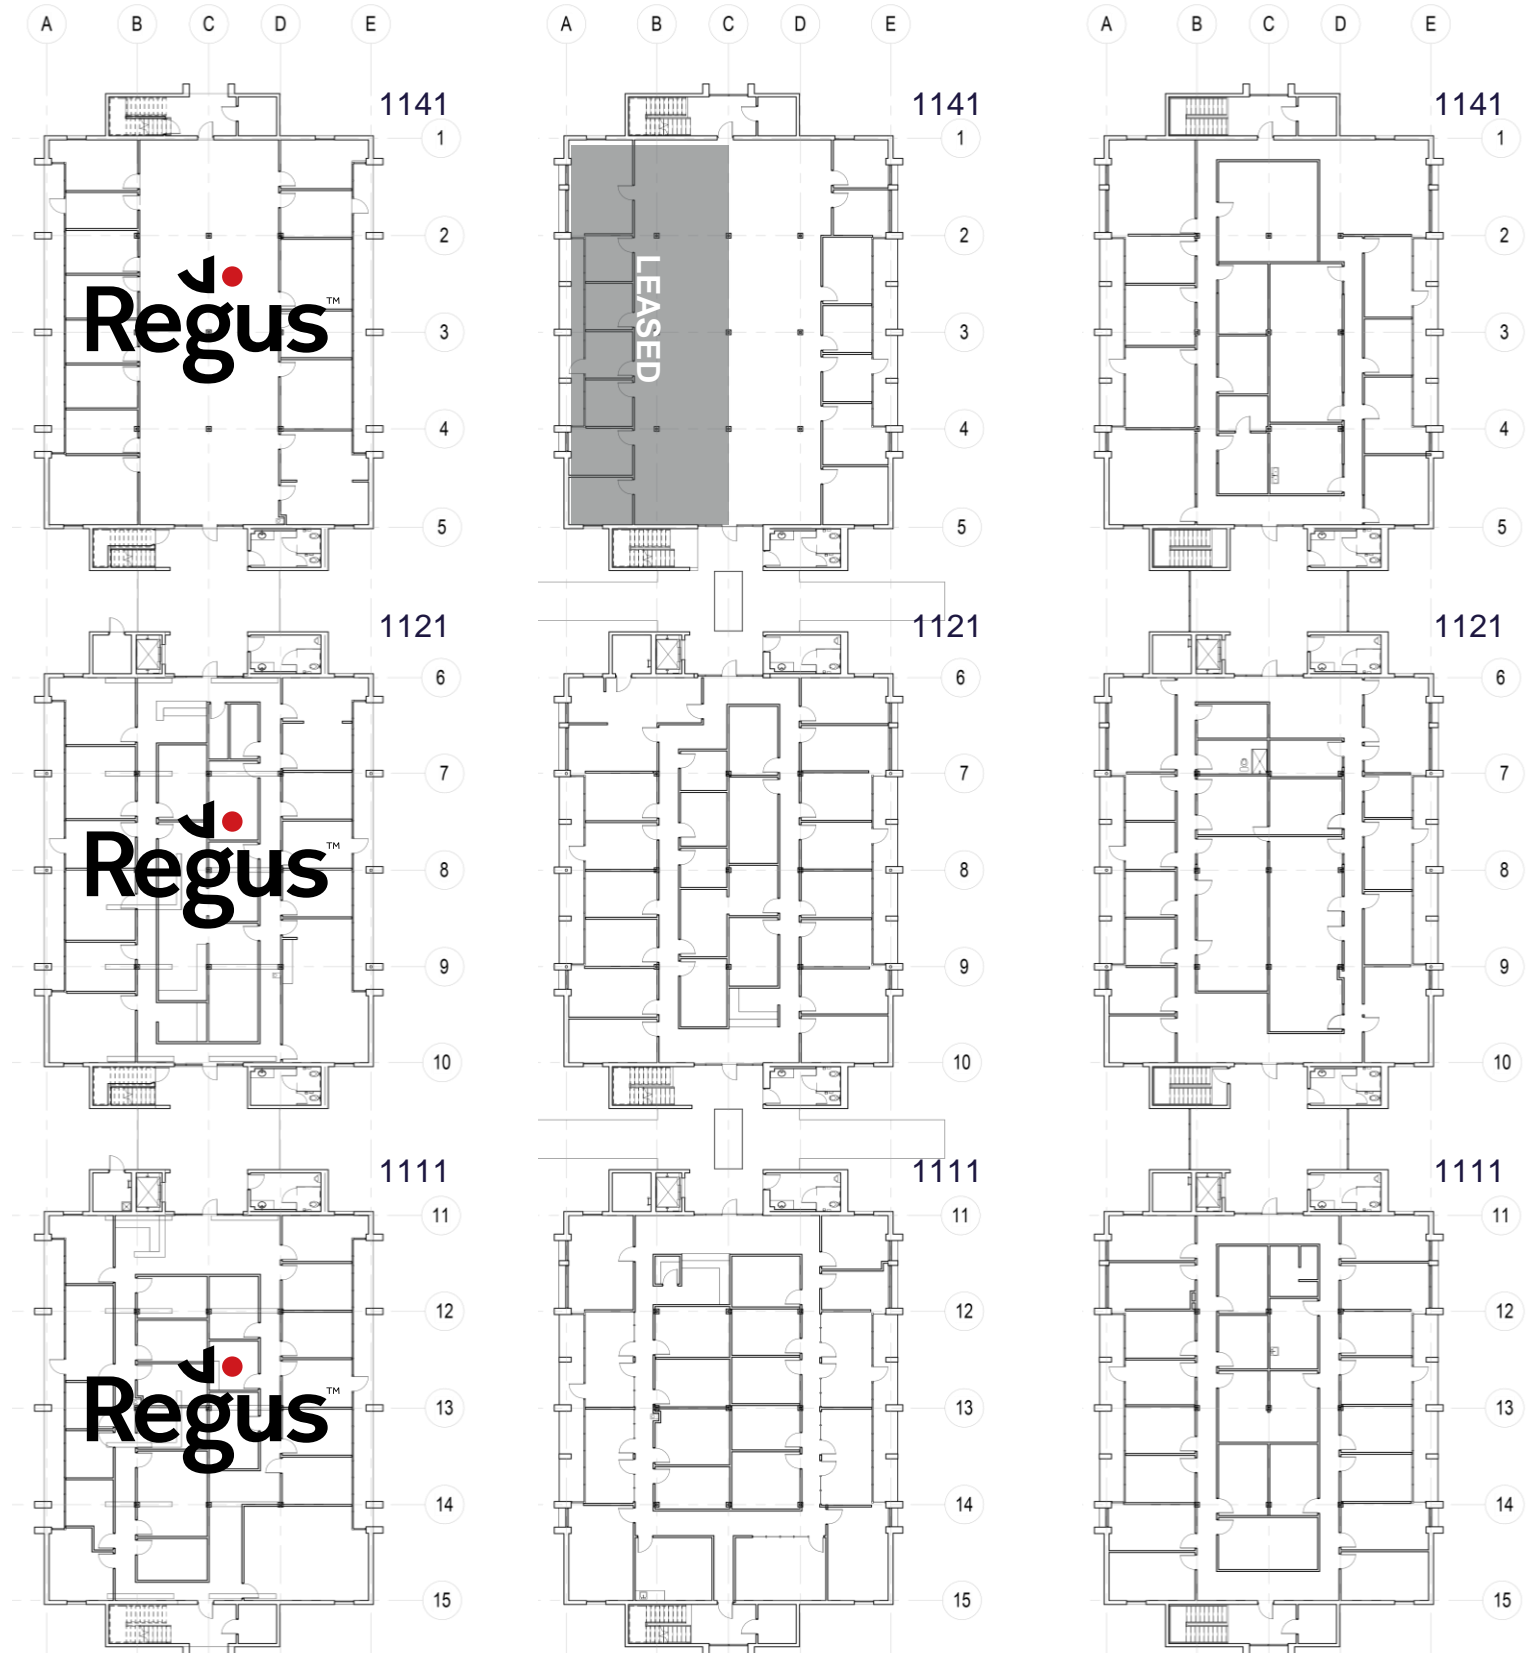 A B C D E A B C D E A B C D E
1141 1141 1141
1 1 1
2 2 2
Regus™
LEASED
3 3 3
4 4 4
5 5 5
1121 1121 1121
6 6 6
7 7 7
Regus™
8 8 8
9 9 9
10 10 10
1111 1111 1111
11 11 11
12 12 12
Regus™
13 13 13
14 14 14
15 15 15